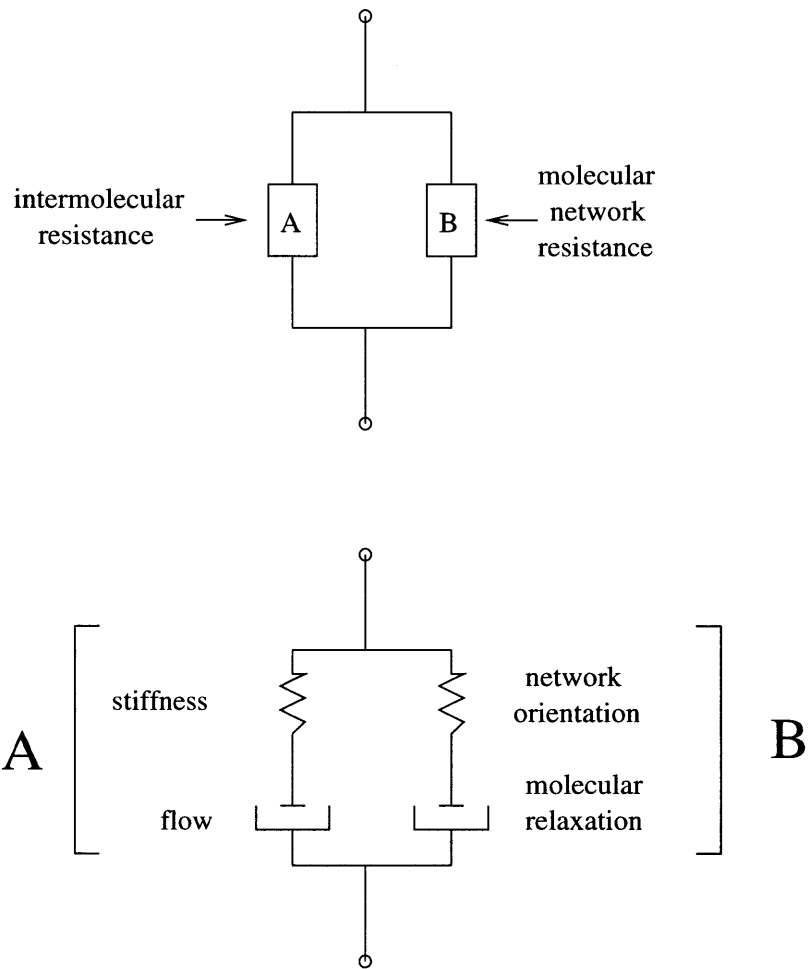 intermolecular
resistance
A
B
molecular
network
resistance
A
stiffness
flow
network
orientation
molecular
relaxation
B